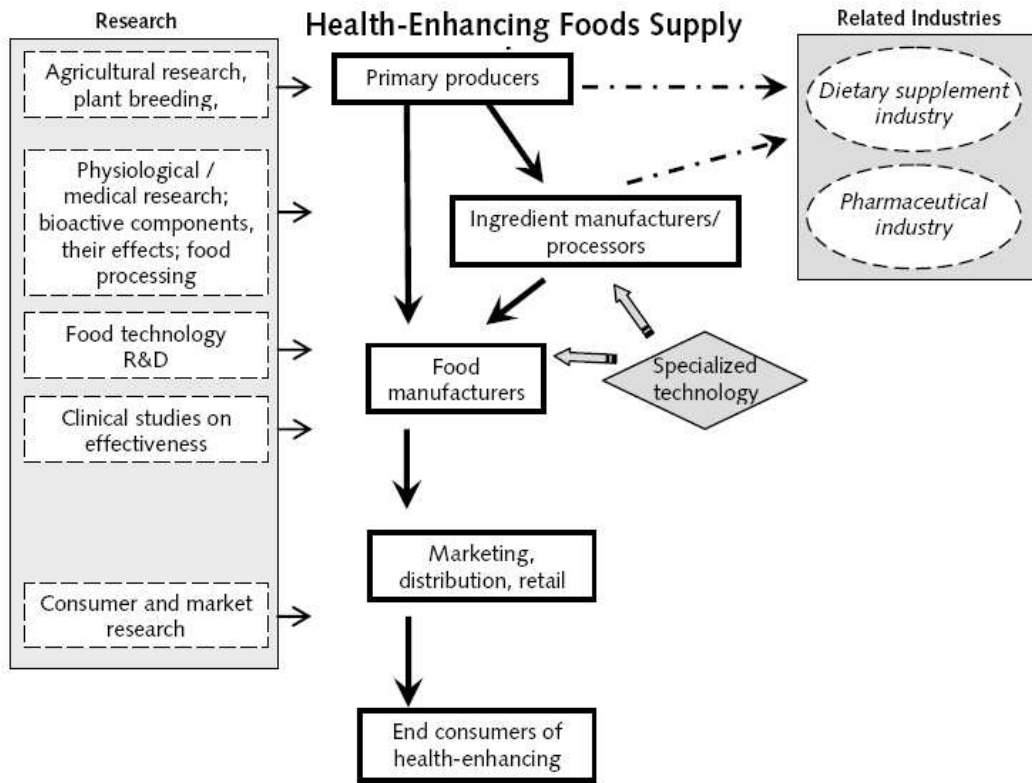 Research
Health-Enhancing Foods Supply
Related Industries
Agricultural research,
plant breeding,
Primary producers
Dietary supplement
industry
Physiological /
medical research;
bioactive components,
their effects; food
processing
Ingredient manufacturers/
processors
Pharmaceutical
industry
Food technology
R&D
Food
manufacturers
Specialized
technology
Clinical studies on
effectiveness
Marketing,
distribution, retail
Consumer and market
research
End consumers of
health-enhancing